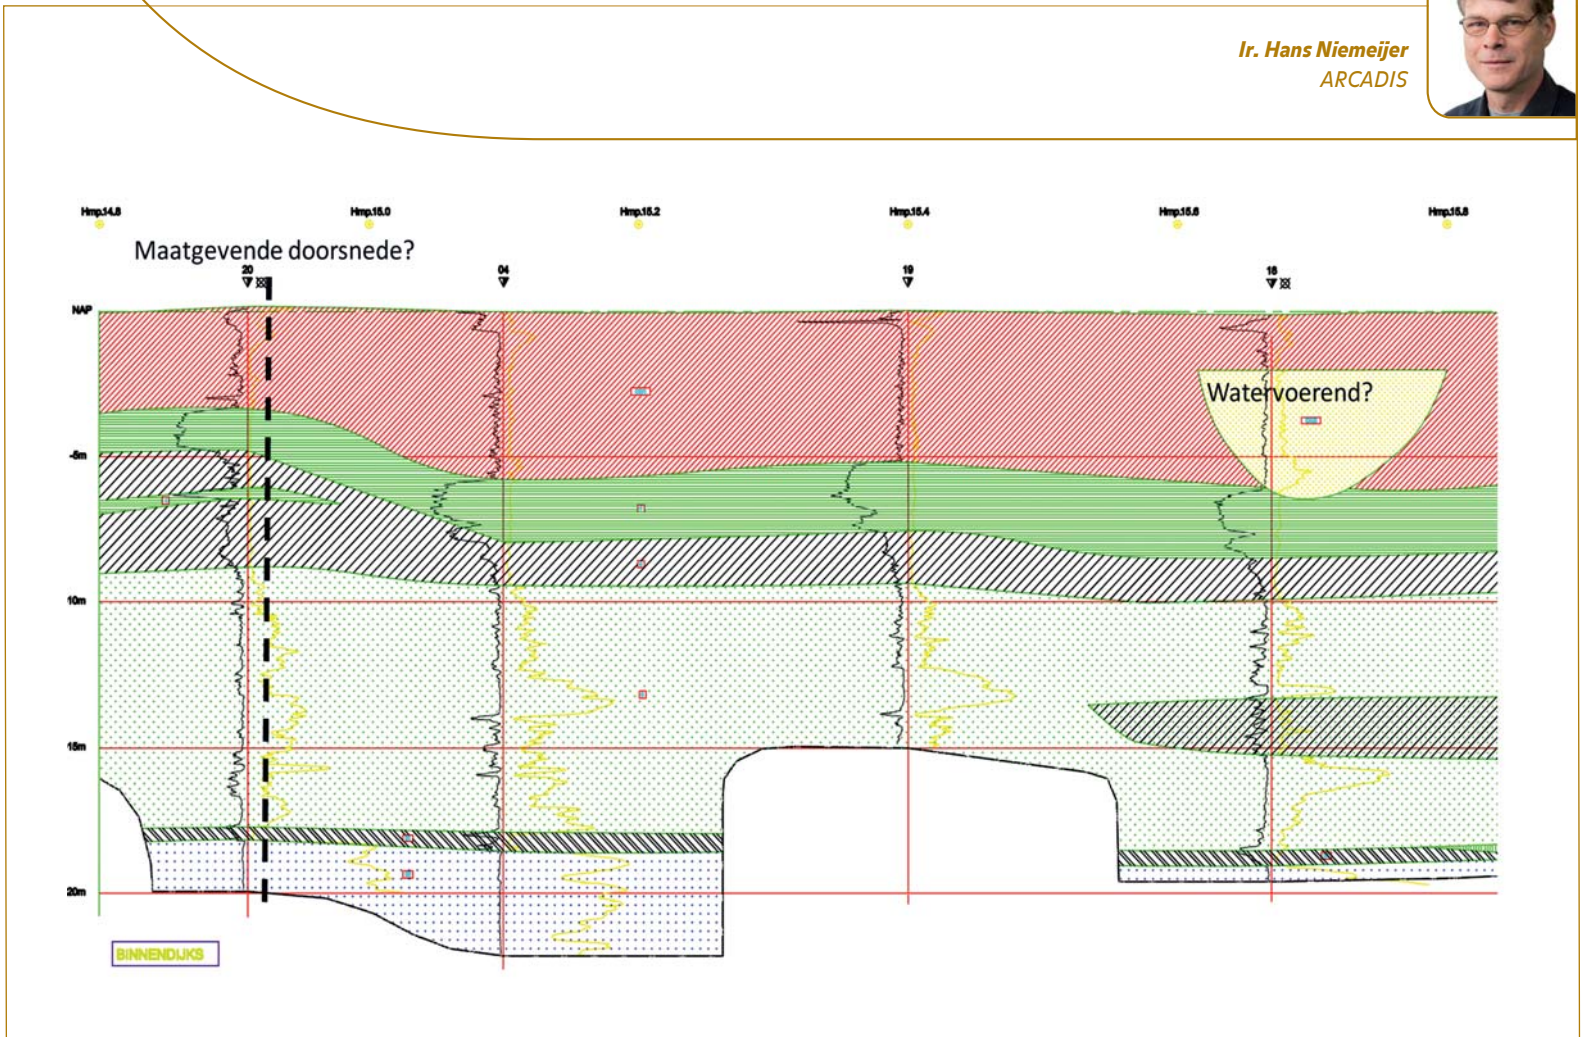 Ir. Hans Niemeijer
ARCADIS
Hmp.14.8 Hmp.15.0 Hmp.15.2 Hmp.15.4 Hmp.15.6 Hmp.15.8
Maatgevende doorsnede?
20 04 19 18
NAP
Watervoerend?
-5m
10m
15m
20m
BINNENDIJKS